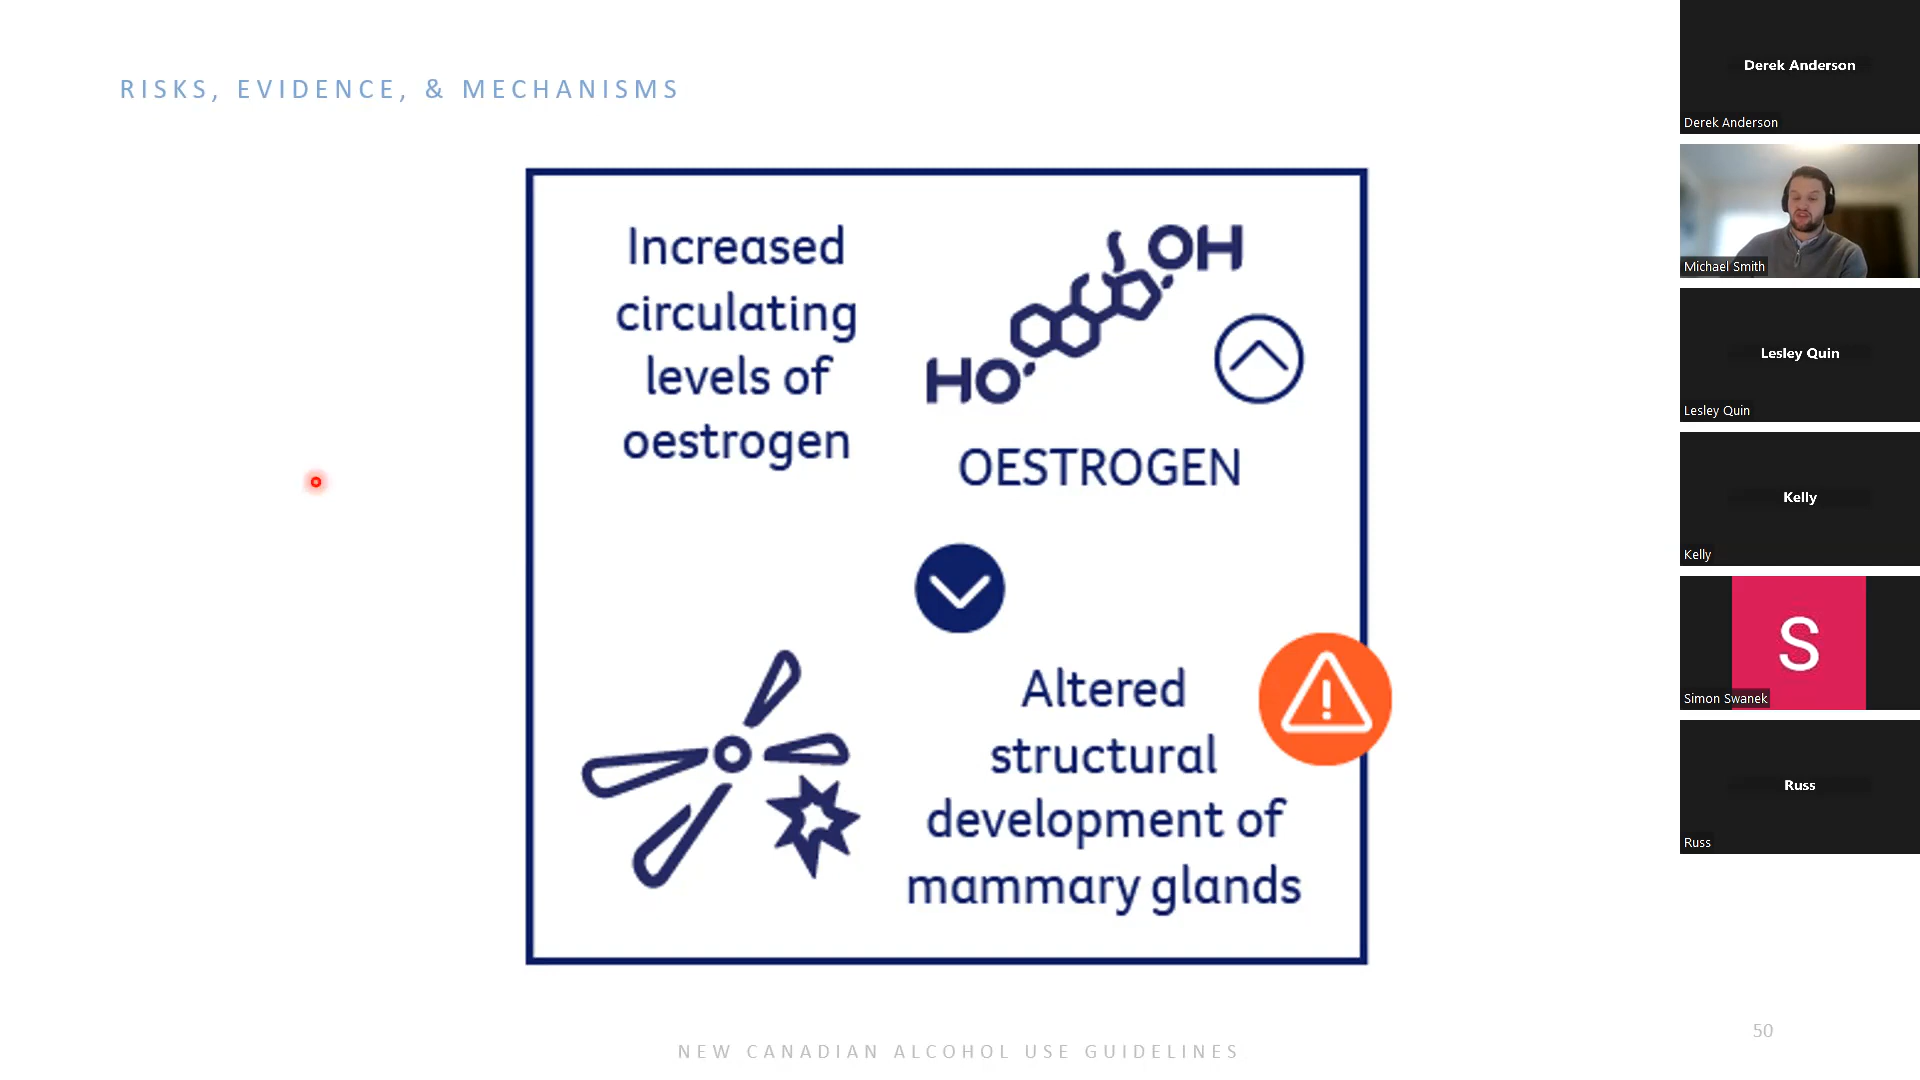 RISKS, EVIDENCE, & MECHANISMS
Increased
circulating
levels of
oestrogen
OH
HO
OESTROGEN
Altered
structural
development of
mammary glands
NEW CANADIAN ALCOHOL USE GUIDELINES
50
Derek Anderson
Derek Anderson
Michael Smith
Lesley Quin
Lesley Quin
Kelly
Kelly
S
Simon Swanek
Russ
Russ